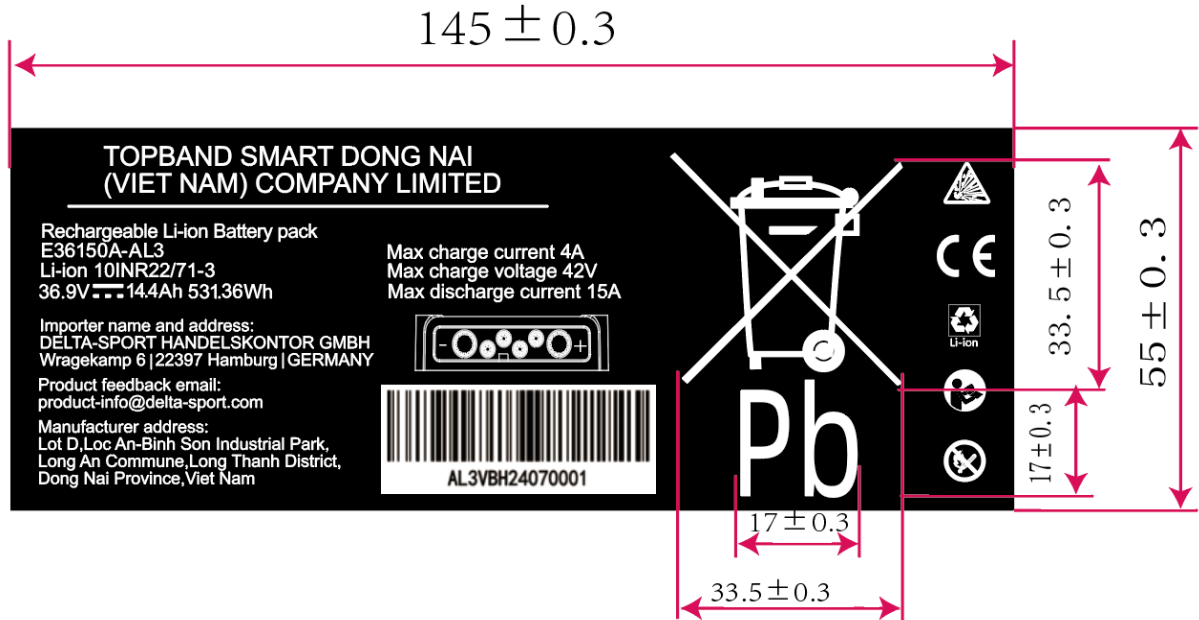 145±0.3
TOPBAND SMART DONG NAI
(VIET NAM) COMPANY LIMITED
Rechargeable Li-ion Battery pack
E36150A-AL3
Li-ion 10INR22/71-3
36.9V⎓14.4Ah 531.36Wh
Max charge current 4A
Max charge voltage 42V
Max discharge current 15A
- +
Importer name and address:
DELTA-SPORT HANDELSKONTOR GMBH
Wragekamp 6|22397 Hamburg|GERMANY
Product feedback email:
product-info@delta-sport.com
Manufacturer address:
Lot D,Loc An-Binh Son Industrial Park,
Long An Commune,Long Thanh District,
Dong Nai Province,Viet Nam
AL3VBH24070001
Pb
CE
Li-ion
33.5±0.3
55±0.3
17±0.3
17±0.3
33.5±0.3